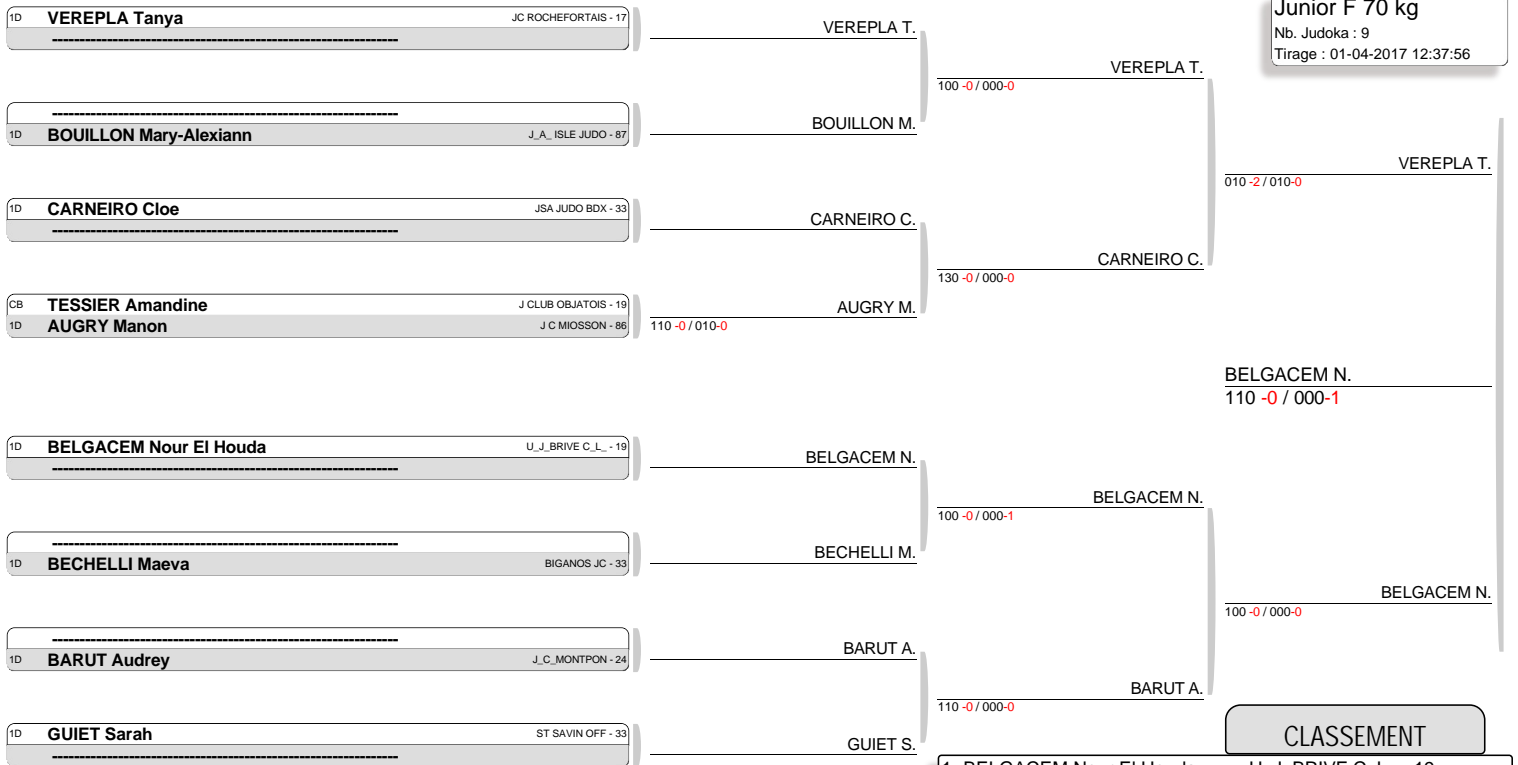 Junior F 70 kg
Nb. Judoka : 9
Tirage : 01-04-2017 12:37:56
1D VEREPLA Tanya JC ROCHEFORTAIS - 17
----------------------------------------------------------------
VEREPLA T.
VEREPLA T.
100 -0 / 000-0
----------------------------------------------------------------
1D BOUILLON Mary-Alexiann J_A_ ISLE JUDO - 87
BOUILLON M.
VEREPLA T.
010 -2 / 010-0
1D CARNEIRO Cloe JSA JUDO BDX - 33
----------------------------------------------------------------
CARNEIRO C.
CARNEIRO C.
130 -0 / 000-0
CB TESSIER Amandine J CLUB OBJATOIS - 19
1D AUGRY Manon J C MIOSSON - 86
AUGRY M.
110 -0 / 010-0
BELGACEM N.
110 -0 / 000-1
1D BELGACEM Nour El Houda U_J_BRIVE C_L_ - 19
----------------------------------------------------------------
BELGACEM N.
BELGACEM N.
100 -0 / 000-1
----------------------------------------------------------------
1D BECHELLI Maeva BIGANOS JC - 33
BECHELLI M.
BELGACEM N.
100 -0 / 000-0
----------------------------------------------------------------
1D BARUT Audrey J_C_MONTPON - 24
BARUT A.
BARUT A.
110 -0 / 000-0
1D GUIET Sarah ST SAVIN OFF - 33
----------------------------------------------------------------
GUIET S.
CLASSEMENT